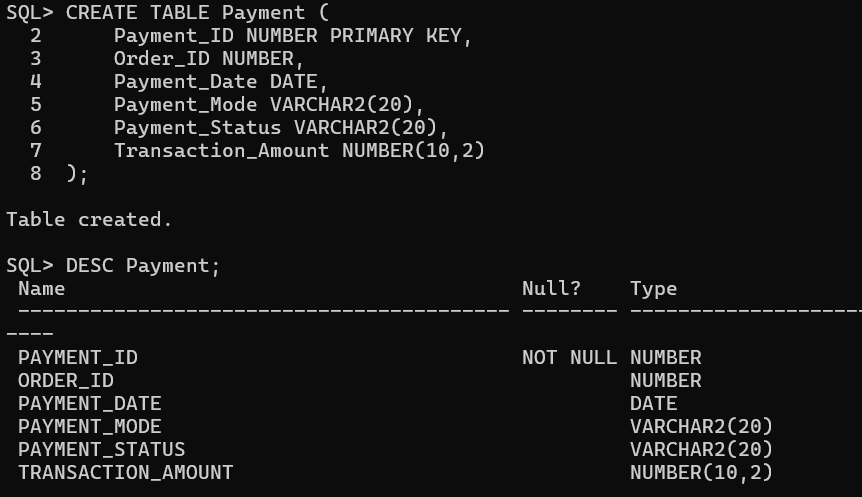 SQL> CREATE TABLE Payment (
  2      Payment_ID NUMBER PRIMARY KEY,
  3      Order_ID NUMBER,
  4      Payment_Date DATE,
  5      Payment_Mode VARCHAR2(20),
  6      Payment_Status VARCHAR2(20),
  7      Transaction_Amount NUMBER(10,2)
  8  );
Table created.
SQL> DESC Payment;
 Name                                      Null?    Type
 ----------------------------------------- -------- --------------------
----
 PAYMENT_ID                                NOT NULL NUMBER
 ORDER_ID                                           NUMBER
 PAYMENT_DATE                                       DATE
 PAYMENT_MODE                                       VARCHAR2(20)
 PAYMENT_STATUS                                     VARCHAR2(20)
 TRANSACTION_AMOUNT                                 NUMBER(10,2)